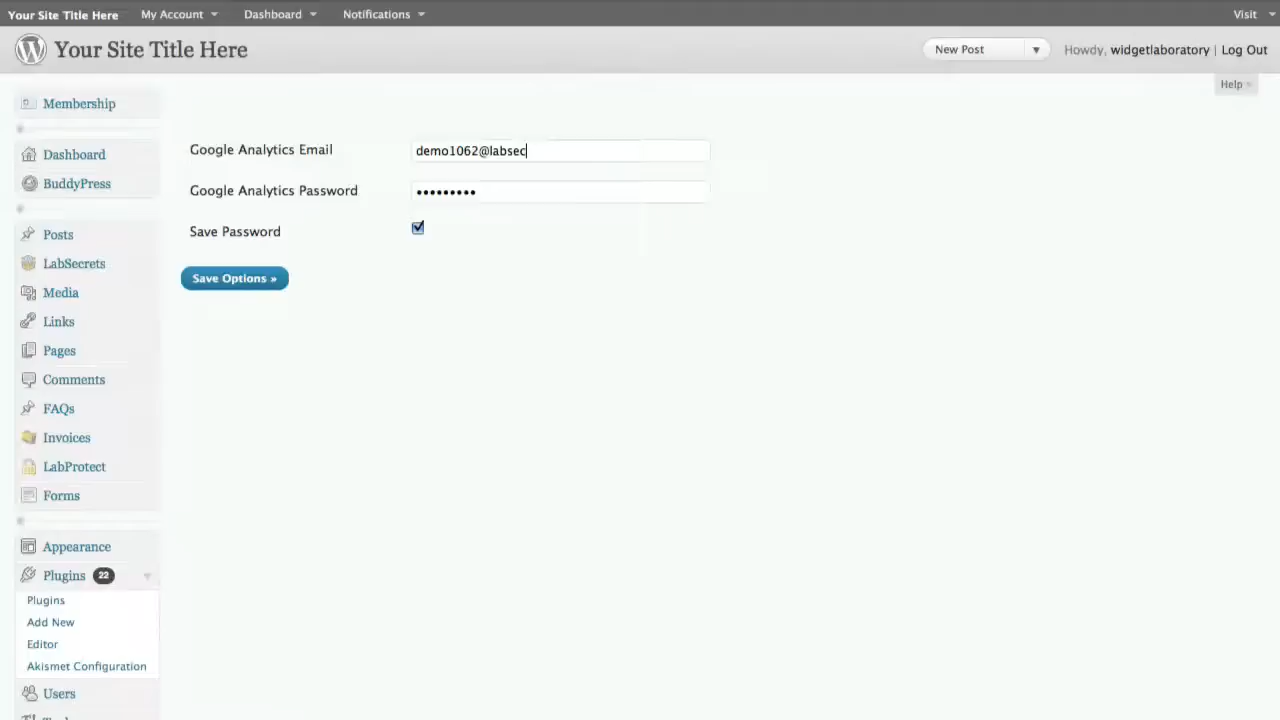 Your Site Title Here My Account Dashboard Notifications Visit
Your Site Title Here New Post Howdy, widgetlaboratory | Log Out
Help
Membership
Dashboard
BuddyPress
Posts
LabSecrets
Media
Links
Pages
Comments
FAQs
Invoices
LabProtect
Forms
Appearance
Plugins 22
Plugins
Add New
Editor
Akismet Configuration
Users
Google Analytics Email demo1062@labsec
Google Analytics Password •••••••••
Save Password
Save Options »